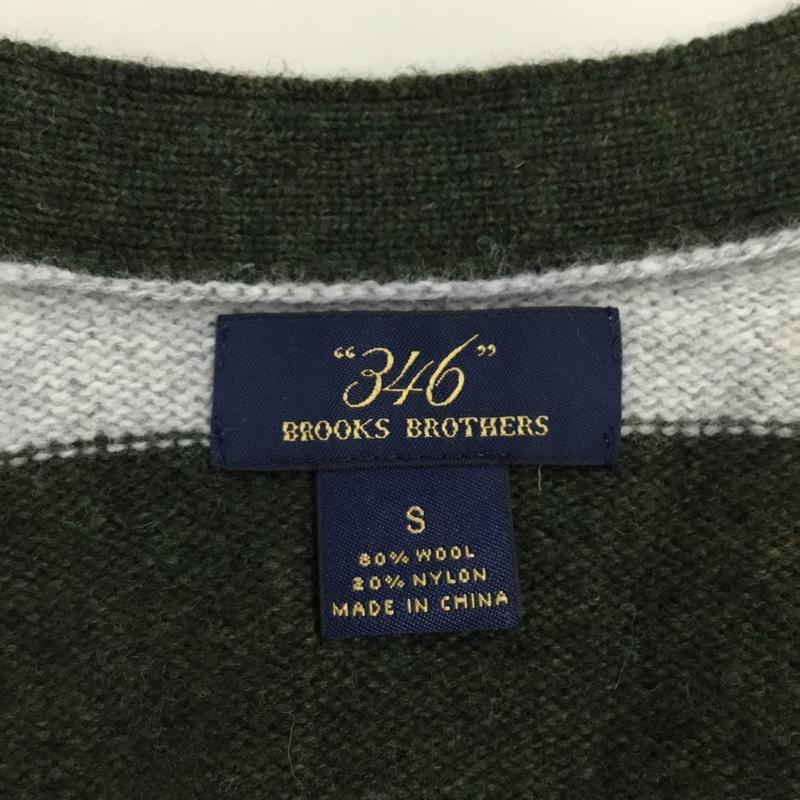 “346”
BROOKS BROTHERS
S
80% WOOL
20% NYLON
MADE IN CHINA